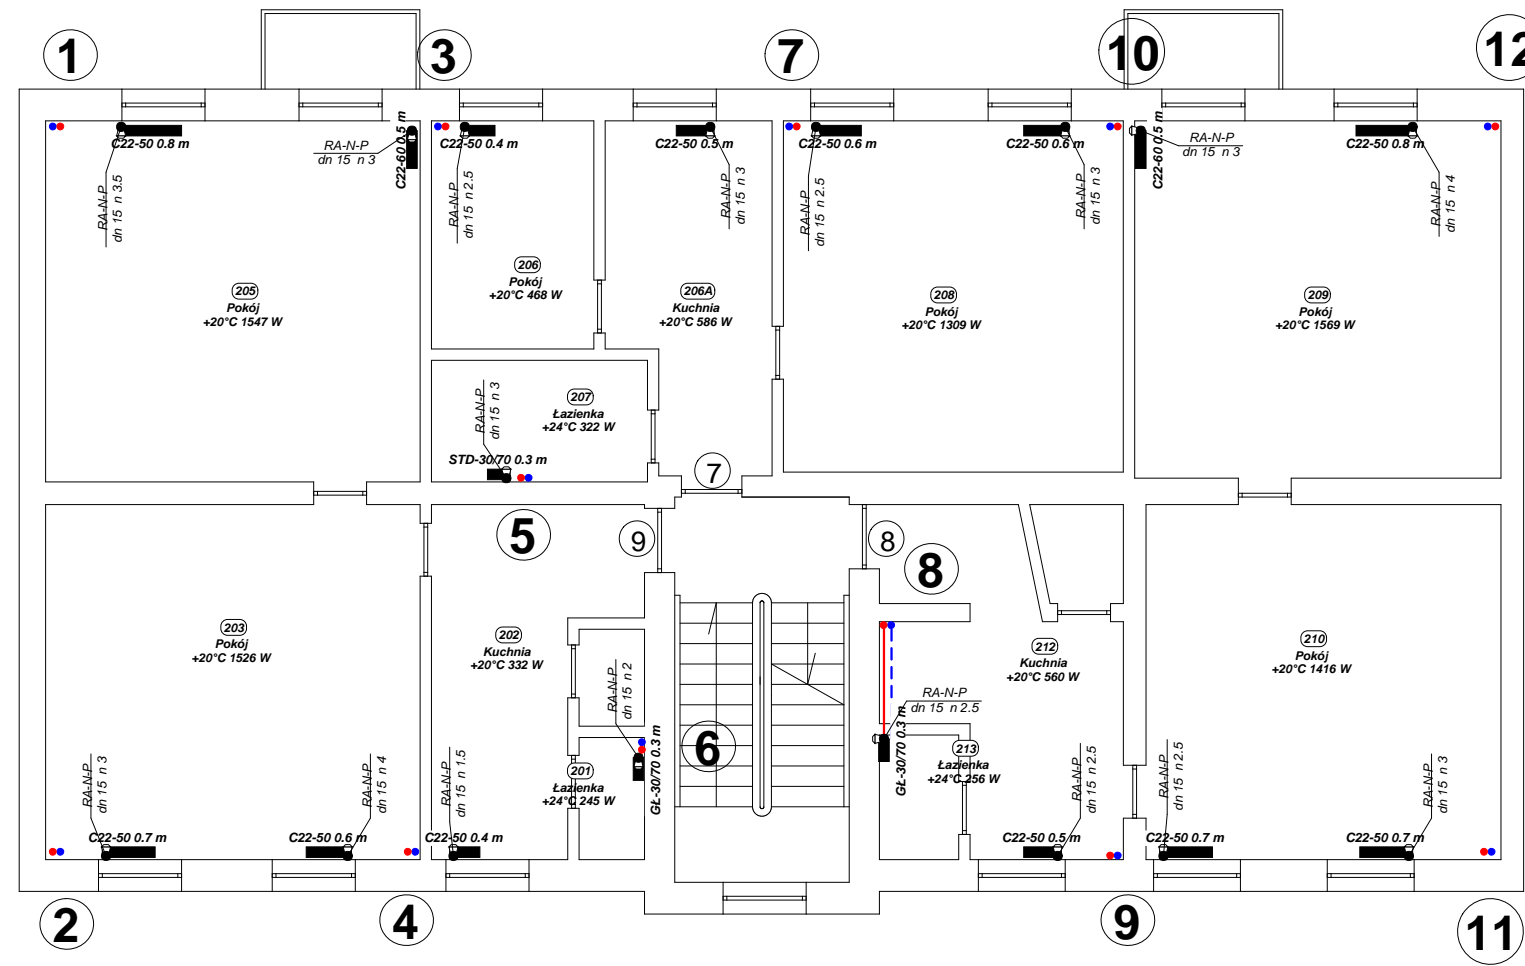 1
3
7
10
12
C22-50 0.8 m
RA-N-P
dn 15 n 3.5
RA-N-P
dn 15 n 3
C22-60 0.5 m
C22-50 0.4 m
RA-N-P
dn 15 n 2.5
C22-50 0.5 m
RA-N-P
dn 15 n 3
C22-50 0.6 m
RA-N-P
dn 15 n 2.5
C22-50 0.6 m
RA-N-P
dn 15 n 3
C22-60 0.5 m
RA-N-P
dn 15 n 3
C22-50 0.8 m
RA-N-P
dn 15 n 4
205
Pokój
+20°C 1547 W
206
Pokój
+20°C 468 W
206A
Kuchnia
+20°C 586 W
208
Pokój
+20°C 1309 W
209
Pokój
+20°C 1569 W
RA-N-P
dn 15 n 3
207
Łazienka
+24°C 322 W
STD-30/70 0.3 m
7
5
9
8
8
203
Pokój
+20°C 1526 W
202
Kuchnia
+20°C 332 W
RA-N-P
dn 15 n 2
212
Kuchnia
+20°C 560 W
210
Pokój
+20°C 1416 W
RA-N-P
dn 15 n 2.5
6
GŁ-30/70 0.3 m
201
Łazienka
+24°C 245 W
GŁ-30/70 0.3 m
213
Łazienka
+24°C 256 W
RA-N-P
dn 15 n 3
C22-50 0.7 m
RA-N-P
dn 15 n 4
C22-50 0.6 m
RA-N-P
dn 15 n 1.5
C22-50 0.4 m
RA-N-P
dn 15 n 2.5
C22-50 0.5 m
RA-N-P
dn 15 n 2.5
C22-50 0.7 m
RA-N-P
dn 15 n 3
C22-50 0.7 m
2
4
9
11